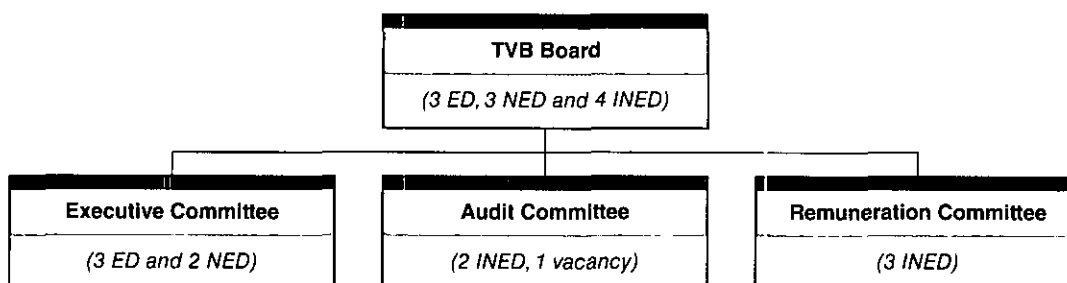 TVB Board
(3 ED, 3 NED and 4 INED)
Executive Committee
(3 ED and 2 NED)
Audit Committee
(2 INED, 1 vacancy)
Remuneration Committee
(3 INED)